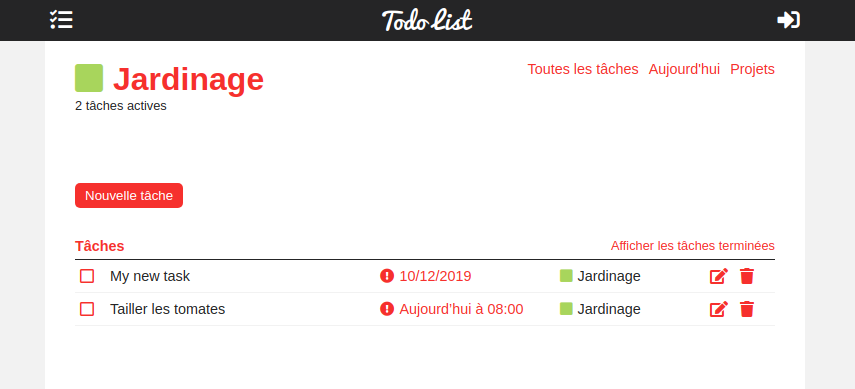 Todo List
Jardinage
2 tâches actives
Toutes les tâches Aujourd'hui Projets
Nouvelle tâche
Tâches Afficher les tâches terminées
My new task 10/12/2019 Jardinage
Tailler les tomates Aujourd’hui à 08:00 Jardinage